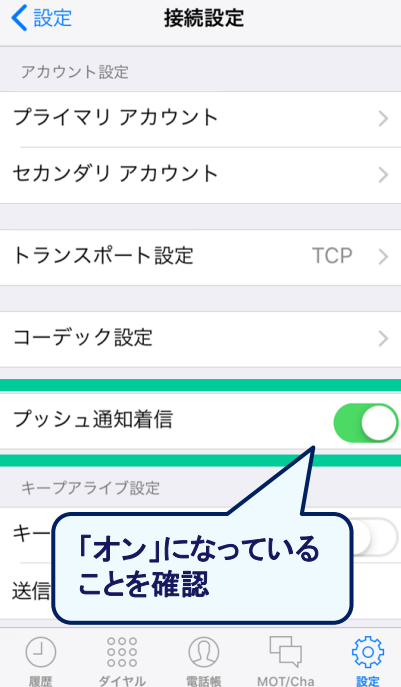 設定
接続設定
アカウント設定
プライマリ アカウント
セカンダリ アカウント
トランスポート設定 TCP
コーデック設定
プッシュ通知着信
キープアライブ設定
キー
「オン」になっている
ことを確認
送信
履歴 ダイヤル 電話帳 MOT/Cha 設定